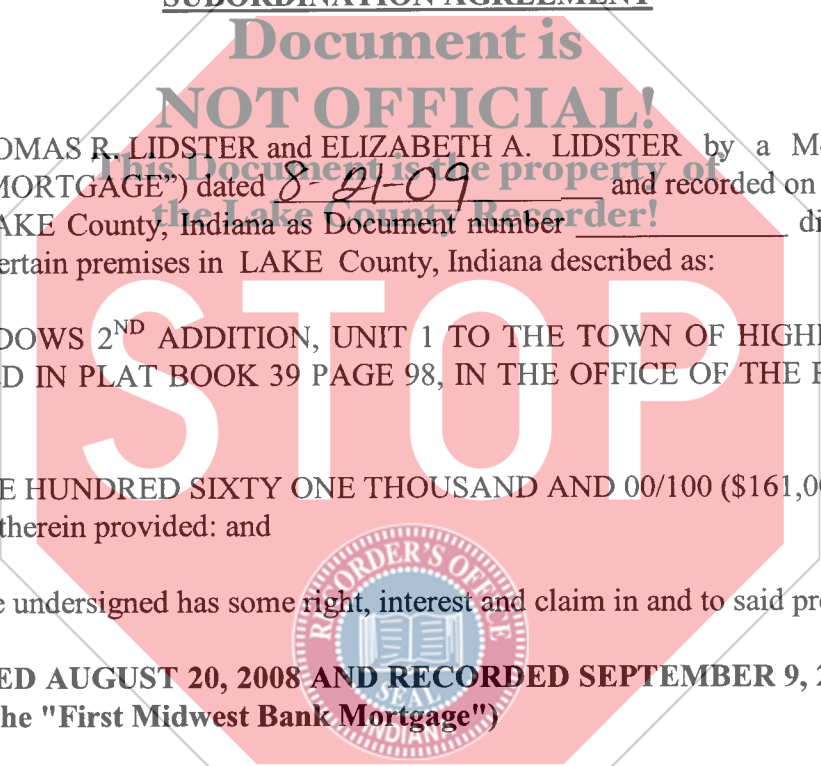 SUBORDINATION AGREEMENT
Document is
NOT OFFICIAL!
OMAS R. LIDSTER and ELIZABETH A. LIDSTER by a M
This Document is the property of
MORTGAGE”) dated 8-21-09 and recorded on
the Lake County Recorder!
AKE County, Indiana as Document number ____________ di
ertain premises in LAKE County, Indiana described as:
DOWS 2ND ADDITION, UNIT 1 TO THE TOWN OF HIGH
D IN PLAT BOOK 39 PAGE 98, IN THE OFFICE OF THE
STOP
E HUNDRED SIXTY ONE THOUSAND AND 00/100 ($161,00
therein provided: and
RECORDER'S OFFICE
e undersigned has some right, interest and claim in and to said pr
ED AUGUST 20, 2008 AND RECORDED SEPTEMBER 9, 2
SEAL
he "First Midwest Bank Mortgage")
INDIANA